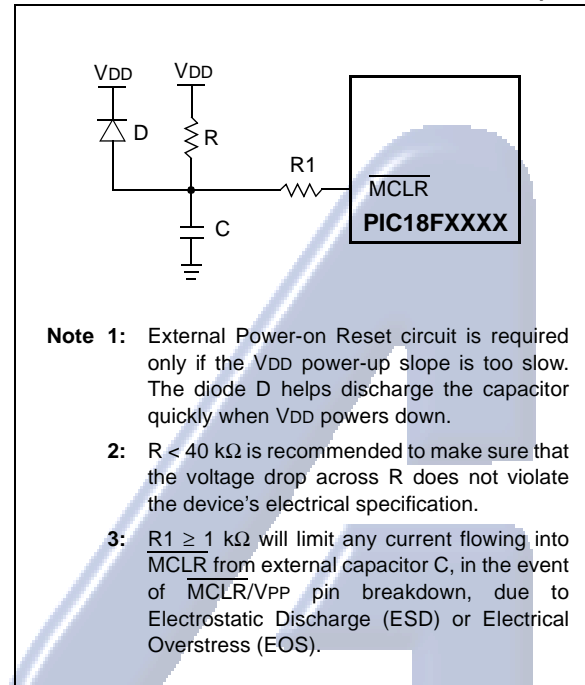 VDD VDD
D
R
R1
MCLR
PIC18FXXXX
C
Note 1: External Power-on Reset circuit is required
only if the VDD power-up slope is too slow.
The diode D helps discharge the capacitor
quickly when VDD powers down.
2: R < 40 kΩ is recommended to make sure that
the voltage drop across R does not violate
the device's electrical specification.
3: R1 ≥ 1 kΩ will limit any current flowing into
MCLR from external capacitor C, in the event
of MCLR/VPP pin breakdown, due to
Electrostatic Discharge (ESD) or Electrical
Overstress (EOS).